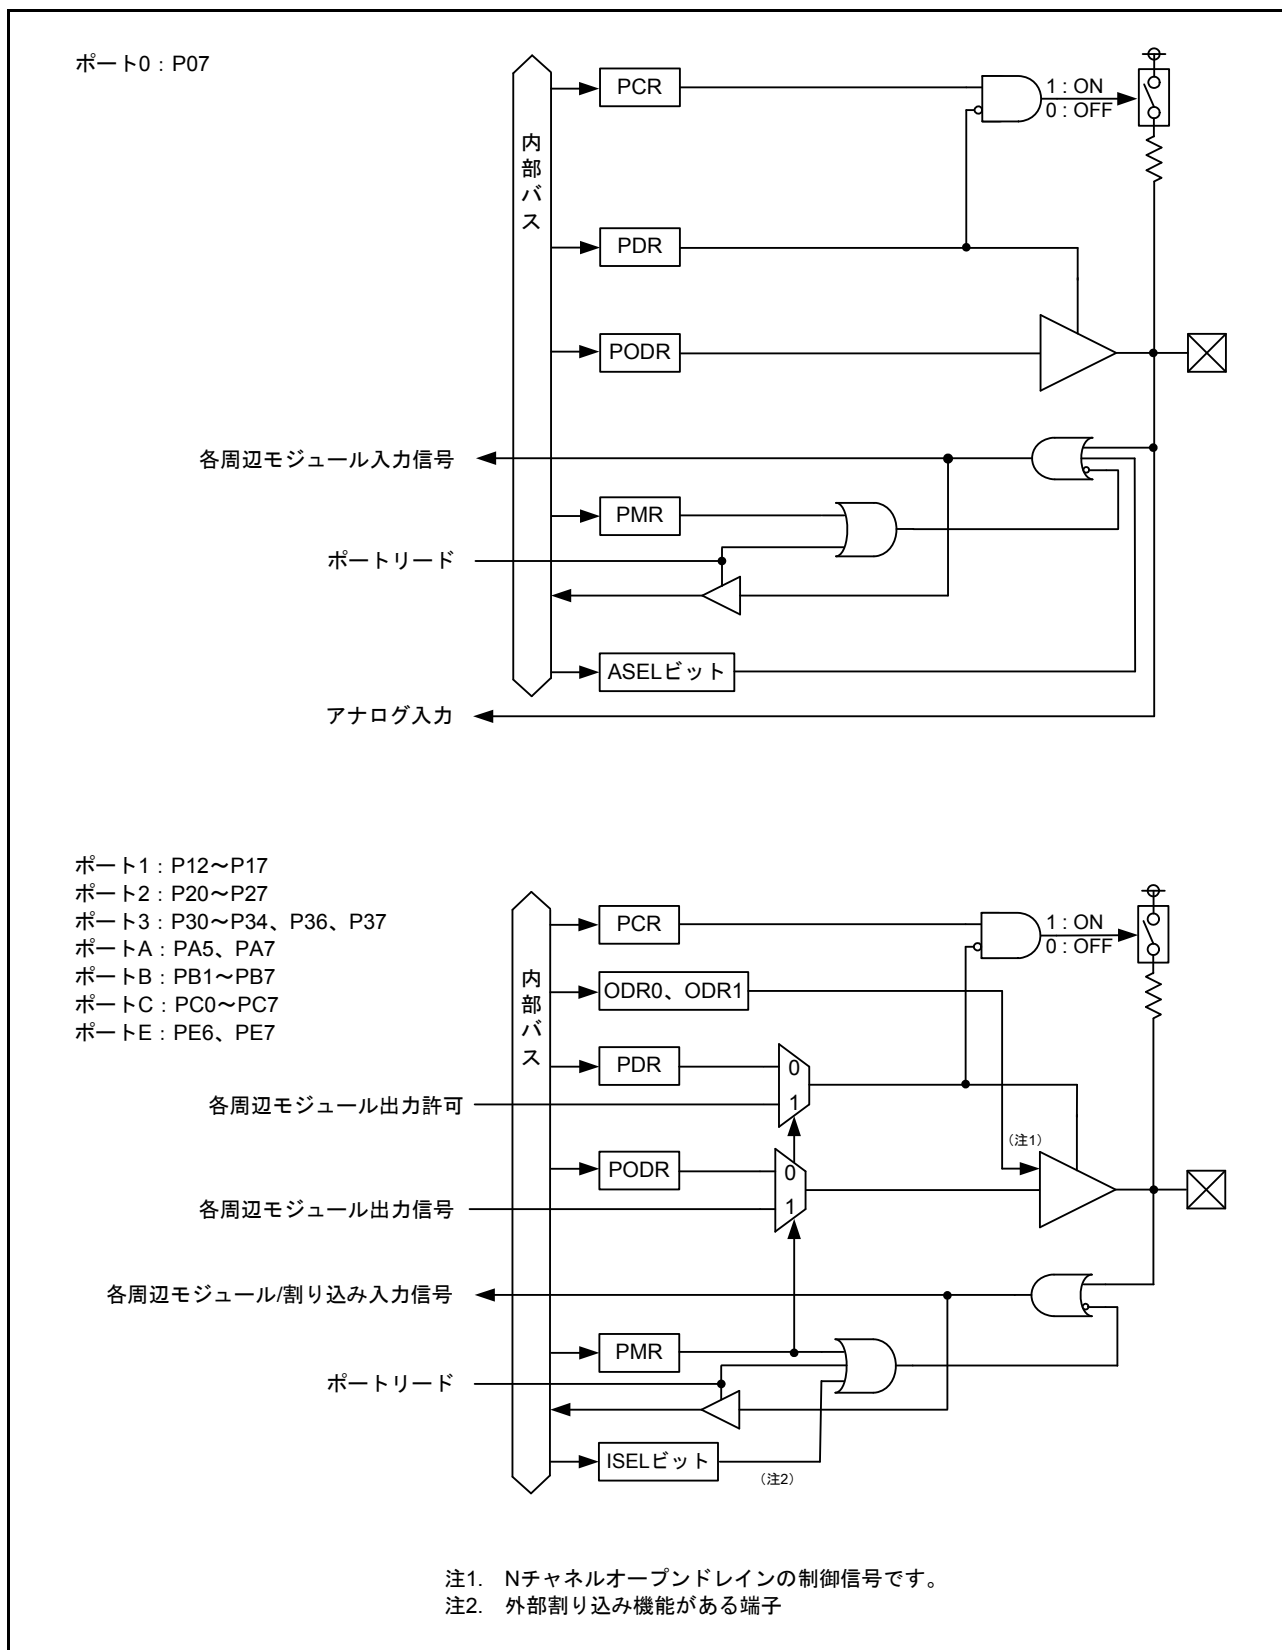 ポート0：P07
内部バス
PCR
1 : ON
0 : OFF
PDR
PODR
各周辺モジュール入力信号
PMR
ポートリード
ASELビット
アナログ入力
ポート1：P12～P17
ポート2：P20～P27
ポート3：P30～P34、P36、P37
ポートA：PA5、PA7
ポートB：PB1～PB7
ポートC：PC0～PC7
ポートE：PE6、PE7
内部バス
PCR
1 : ON
0 : OFF
ODR0、ODR1
PDR
0
1
各周辺モジュール出力許可
（注1）
PODR
0
1
各周辺モジュール出力信号
各周辺モジュール/割り込み入力信号
PMR
ポートリード
ISELビット
（注2）
注1. Nチャネルオープンドレインの制御信号です。
注2. 外部割り込み機能がある端子